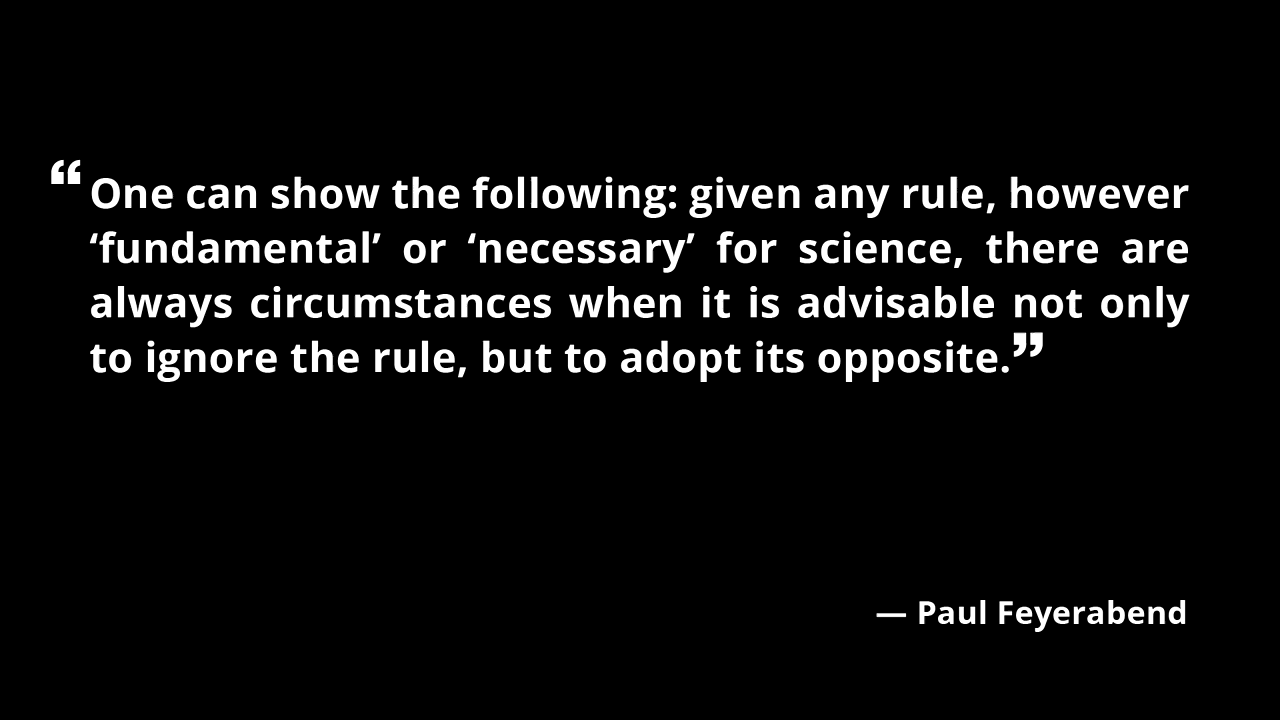 “One can show the following: given any rule, however
‘fundamental’ or ‘necessary’ for science, there are
always circumstances when it is advisable not only
to ignore the rule, but to adopt its opposite.”
— Paul Feyerabend